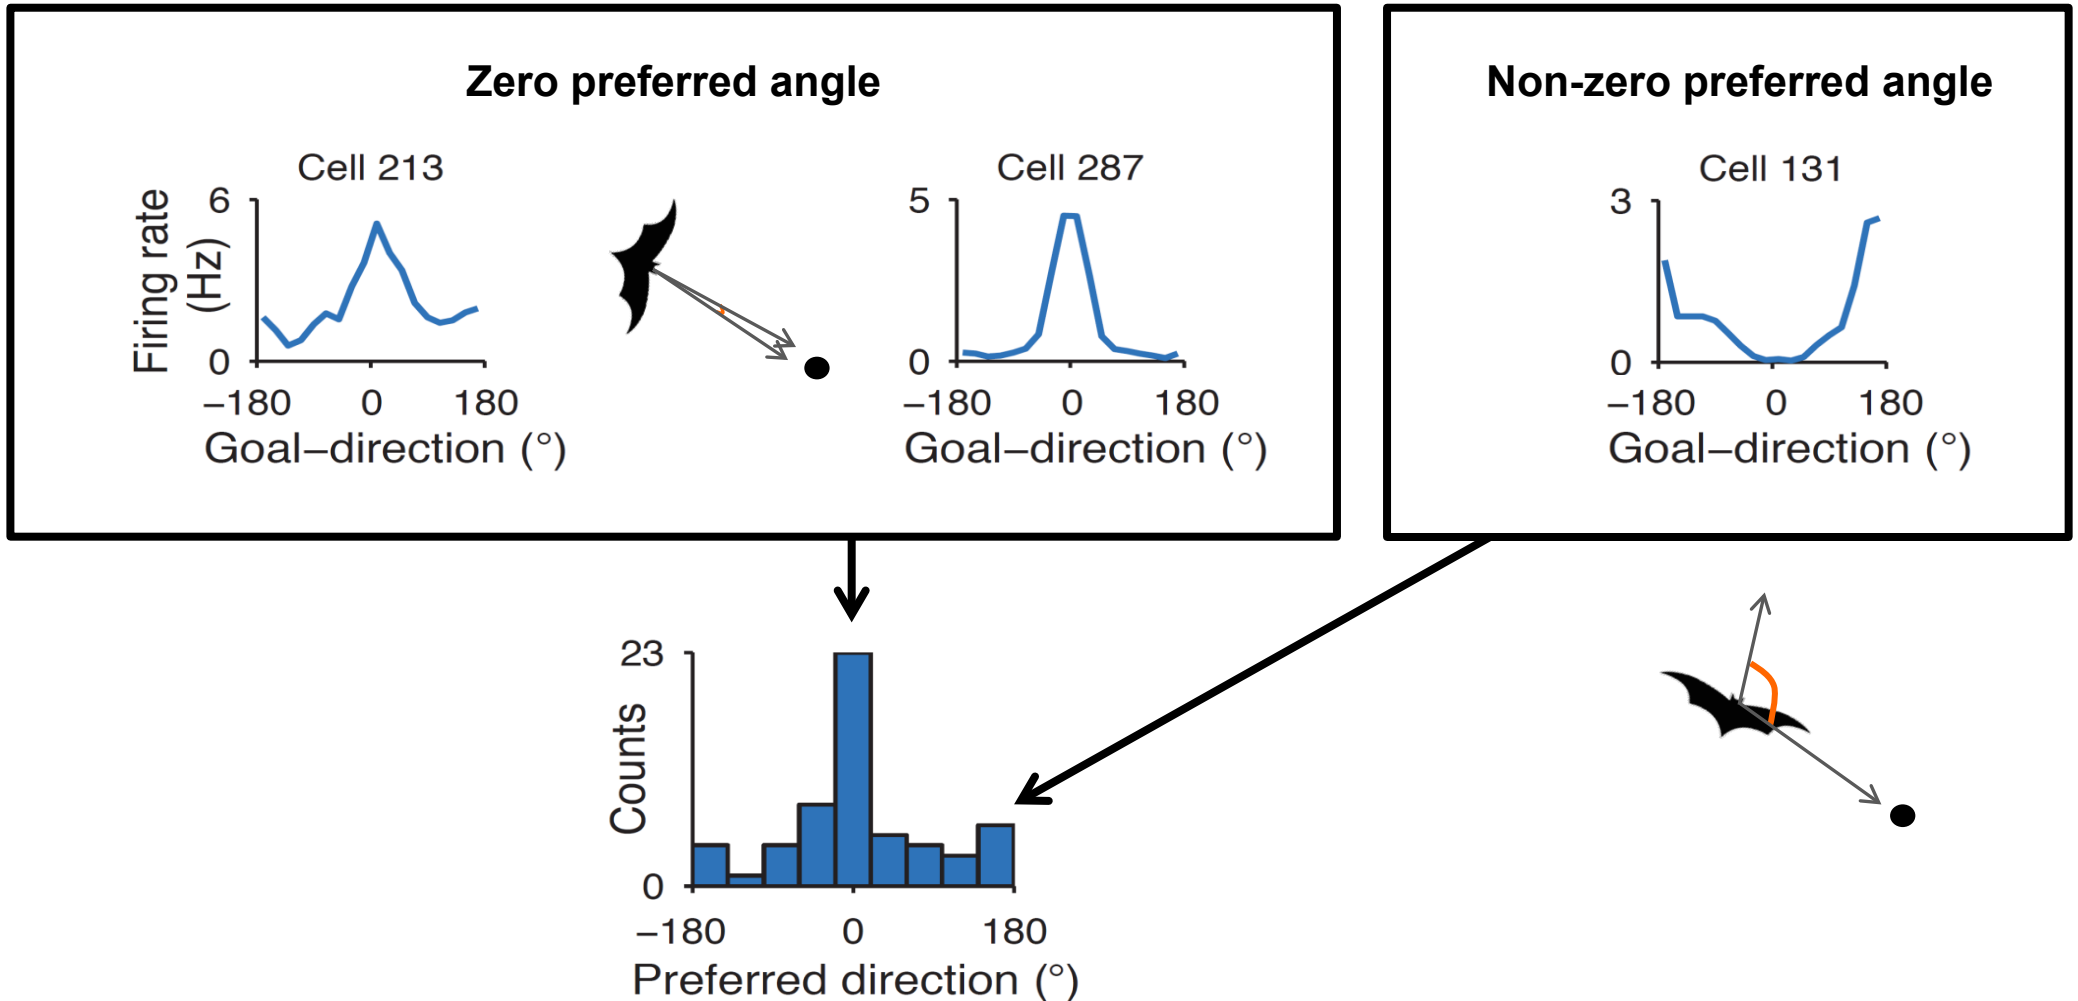 Zero preferred angle
Cell 213
Firing rate
(Hz)
6
0
−180 0 180
Goal−direction (°)
Cell 287
5
0
−180 0 180
Goal−direction (°)
Non-zero preferred angle
Cell 131
3
0
−180 0 180
Goal−direction (°)
Counts
23
0
−180 0 180
Preferred direction (°)